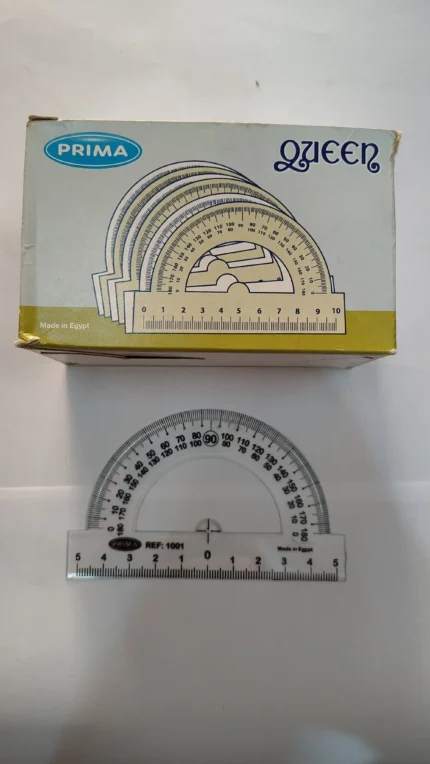 PRIMA
QUEEN
0 1 2 3 4 5 6 7 8 9 10
Made in Egypt
0 10 20 30 40 50 60 70 80 90 100 110 120 130 140 150 160 170 180
180 170 160 150 140 130 120 110 100 80 70 60 50 40 30 20 10 0
PRIMA REF: 1001
Made in Egypt
5 4 3 2 1 0 1 2 3 4 5